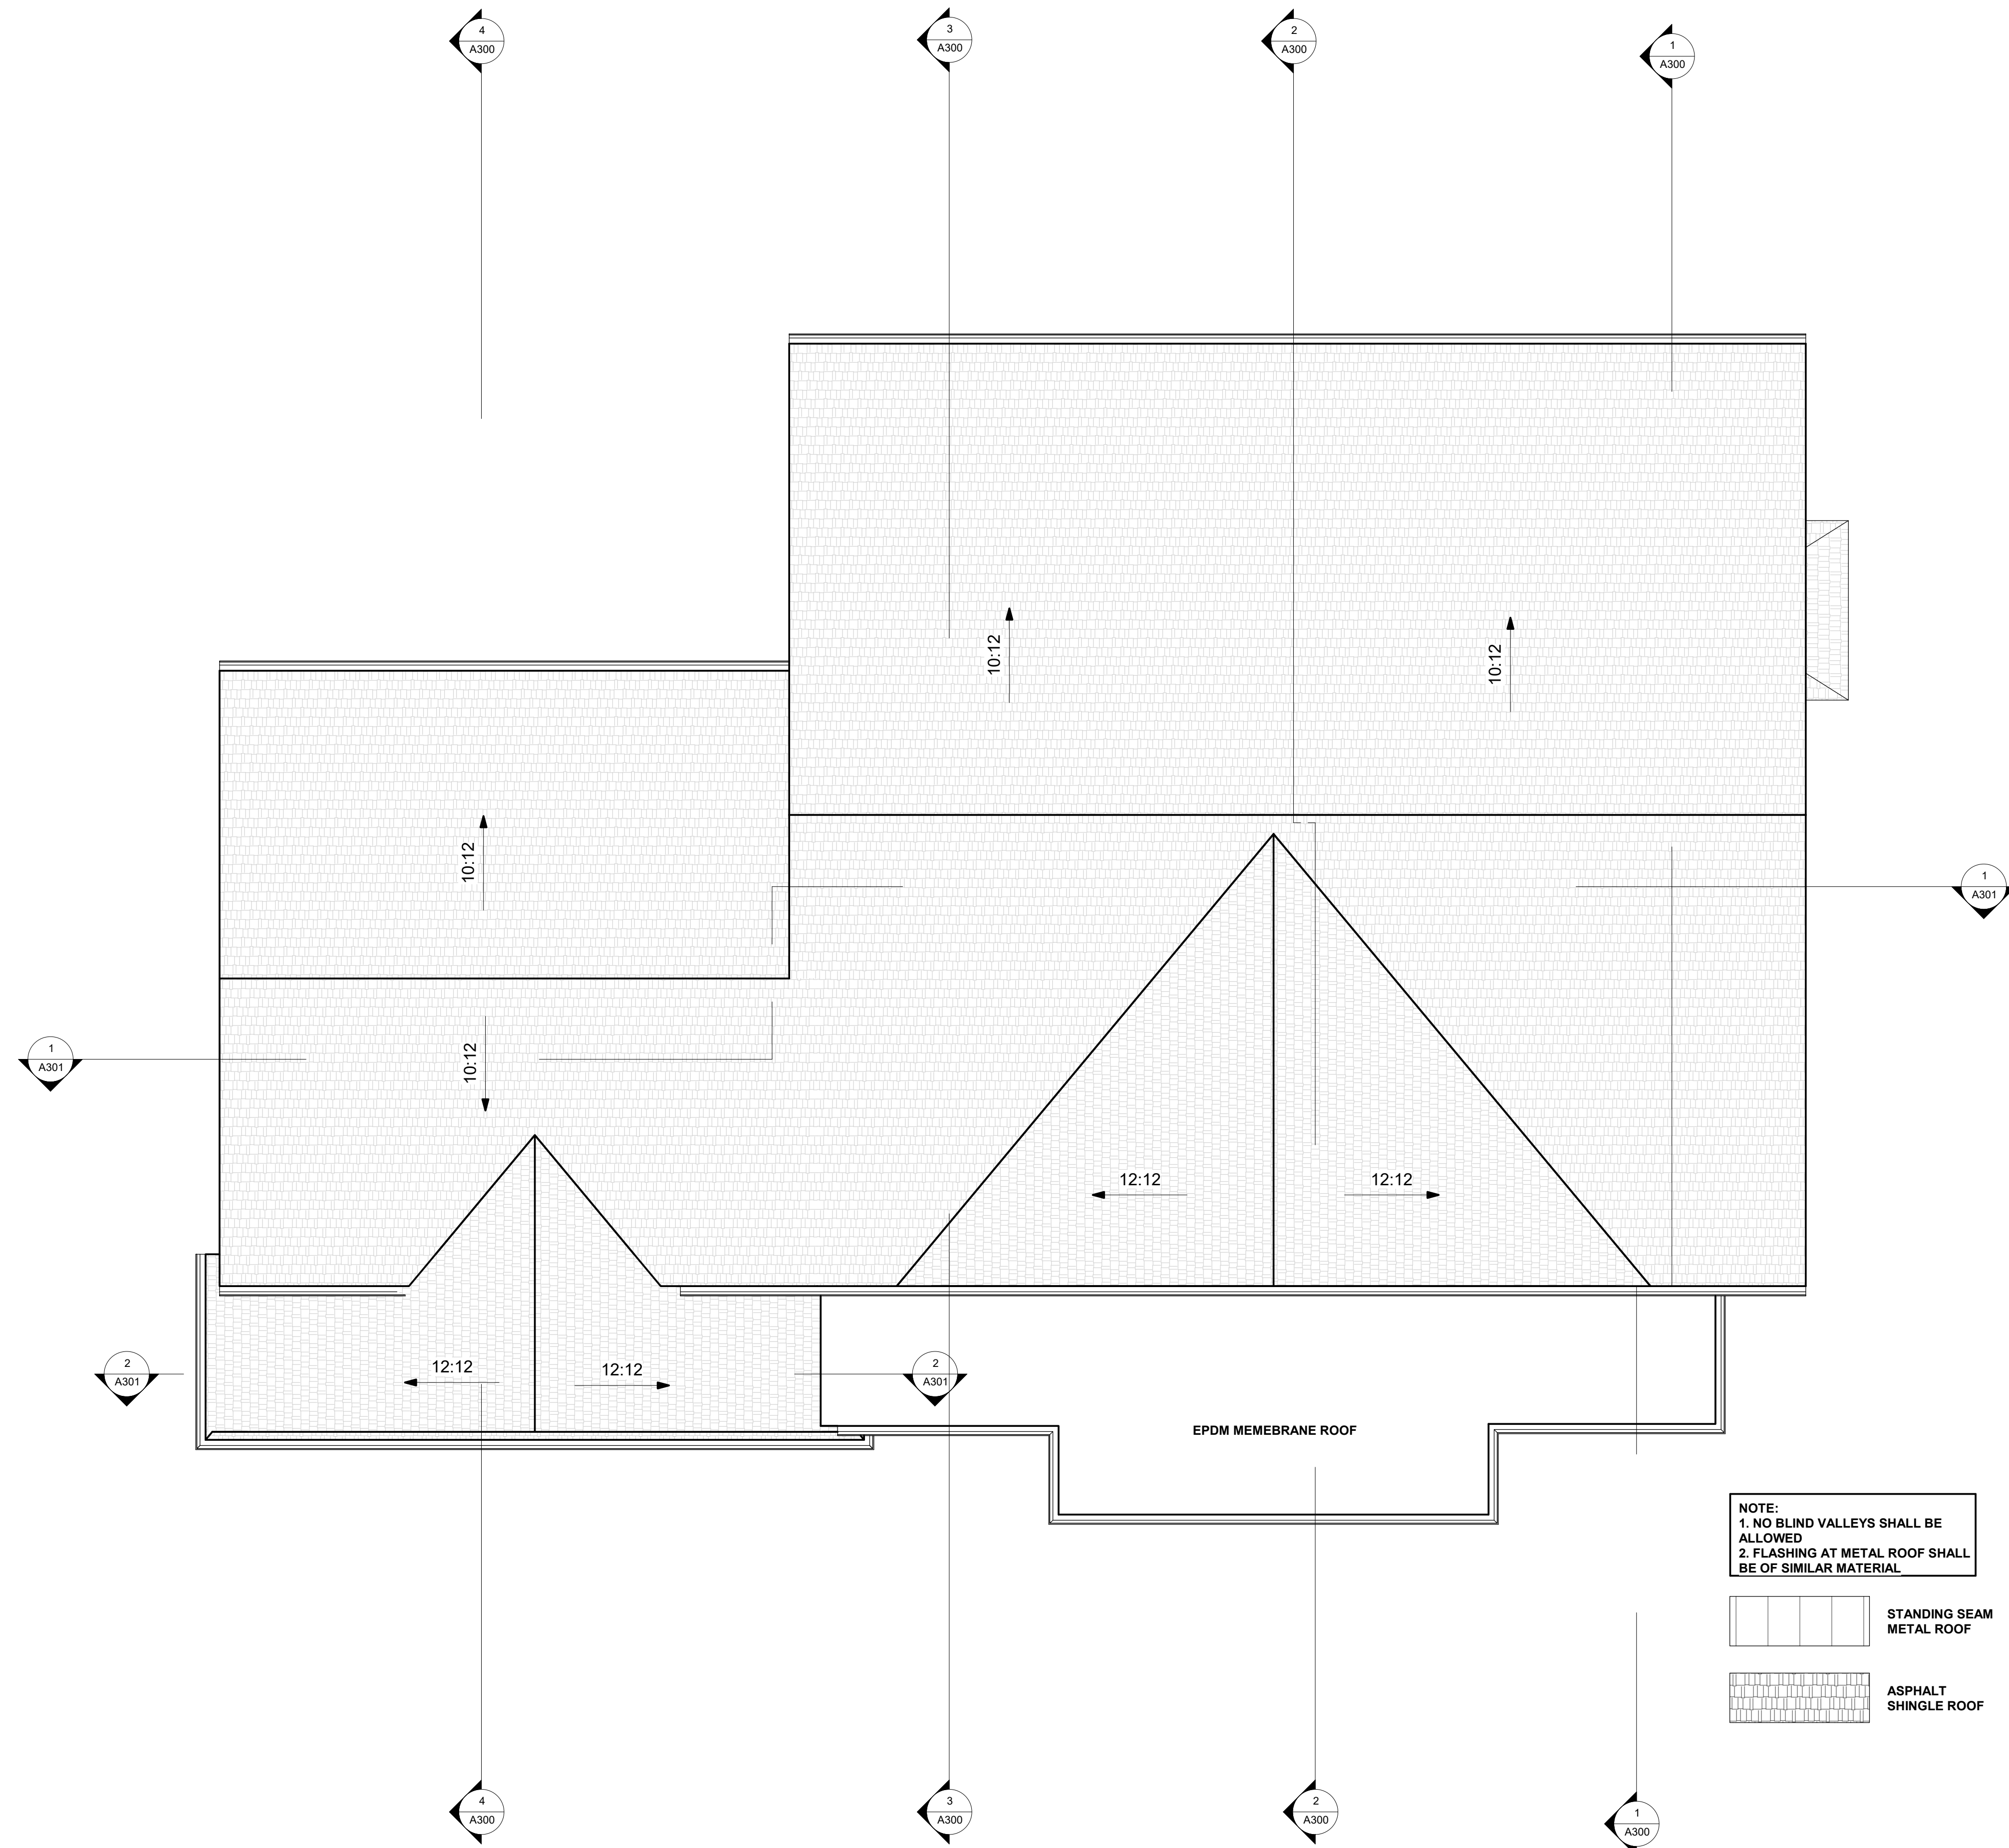 4
A300
3
A300
2
A300
1
A300
10:12
10:12
10:12
1
A301
1
A301
10:12
12:12
12:12
2
A301
12:12
12:12
2
A301
EPDM MEMEBRANE ROOF
NOTE:
1. NO BLIND VALLEYS SHALL BE
ALLOWED
2. FLASHING AT METAL ROOF SHALL
BE OF SIMILAR MATERIAL
STANDING SEAM
METAL ROOF
ASPHALT
SHINGLE ROOF
4
A300
3
A300
2
A300
1
A300